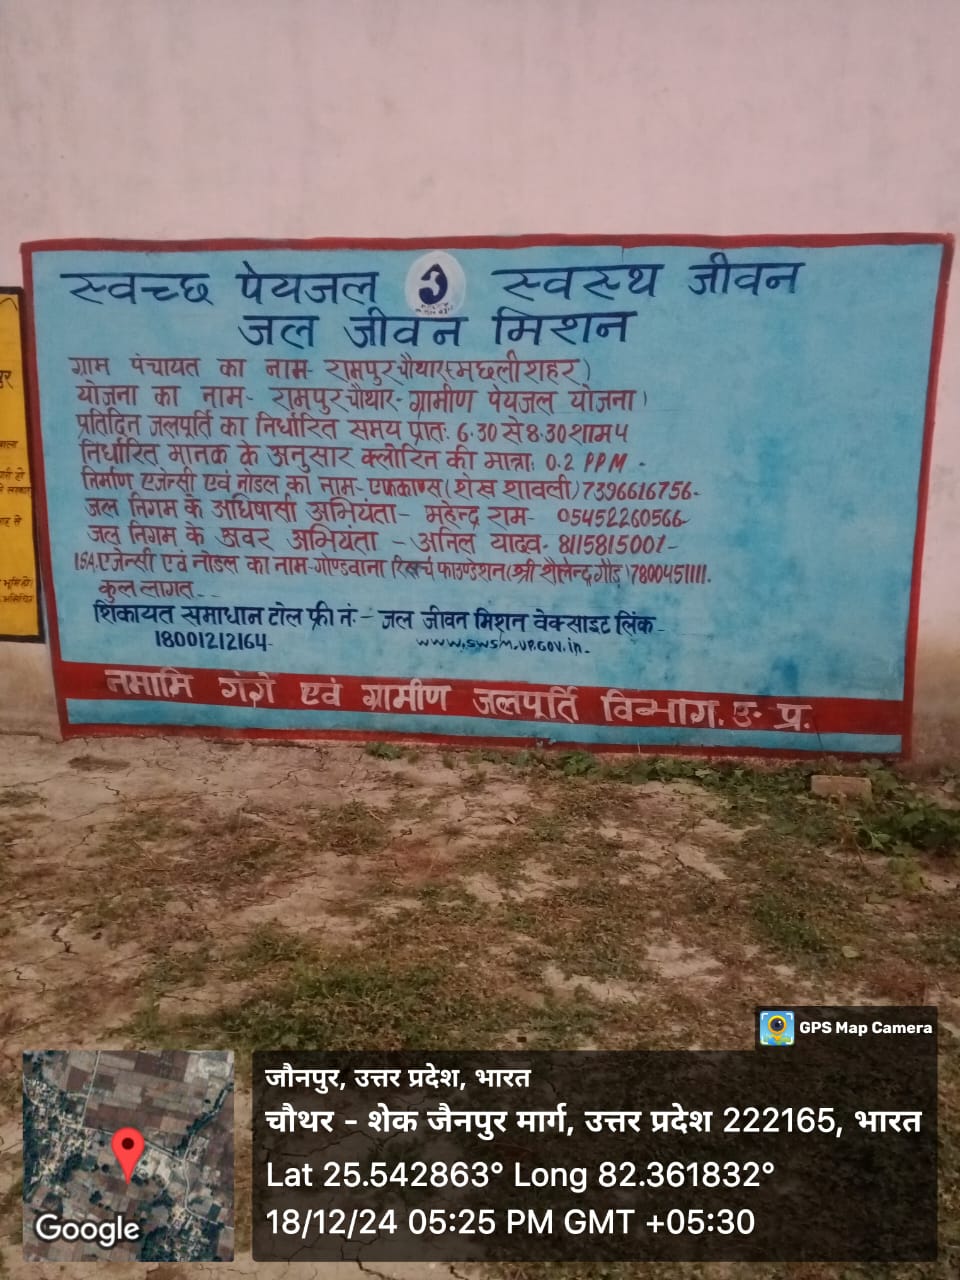 स्वच्छ पेयजल स्वस्थ जीवन
जल जीवन मिशन
ग्राम पंचायत का नाम- रामपुर चौथार (मछलीशहर)
योजना का नाम- रामपुर चौथार- ग्रामीण पेयजल योजना।
प्रतिदिन जलपूर्ति का निर्धारित समय प्रातः 6.30 से 8.30 शाम 4
निर्धारित मानक के अनुसार क्लोरिन की मात्राः 0.2 PPM -
निर्माण एजेन्सी एवं नोडल का नाम- एफकान्स (शेख शावली) 7396616756-
जल निगम के अधिषासी अभियंता- महेन्द्र राम- 05452260566
जल निगम के अवर अभियंता - अनिल यादव- 8115815001-
I.S.A. एजेन्सी एवं नोडल का नाम-गोण्डवाना रिसर्च फाउण्डेशन (श्री शैलेन्द्र गौड) 7800451111.
कुल लागत--
शिकायत समाधान टोल फ्री नं:- जल जीवन मिशन वेक्साइट लिंक-
18001212164- www.swsm.up.gov.in-
नमामि गंगे एवं ग्रामीण जलपूर्ति विभाग. उ- प्र.
GPS Map Camera
जौनपुर, उत्तर प्रदेश, भारत
चौथर - शेक जैनपुर मार्ग, उत्तर प्रदेश 222165, भारत
Lat 25.542863° Long 82.361832°
18/12/24 05:25 PM GMT +05:30
Google